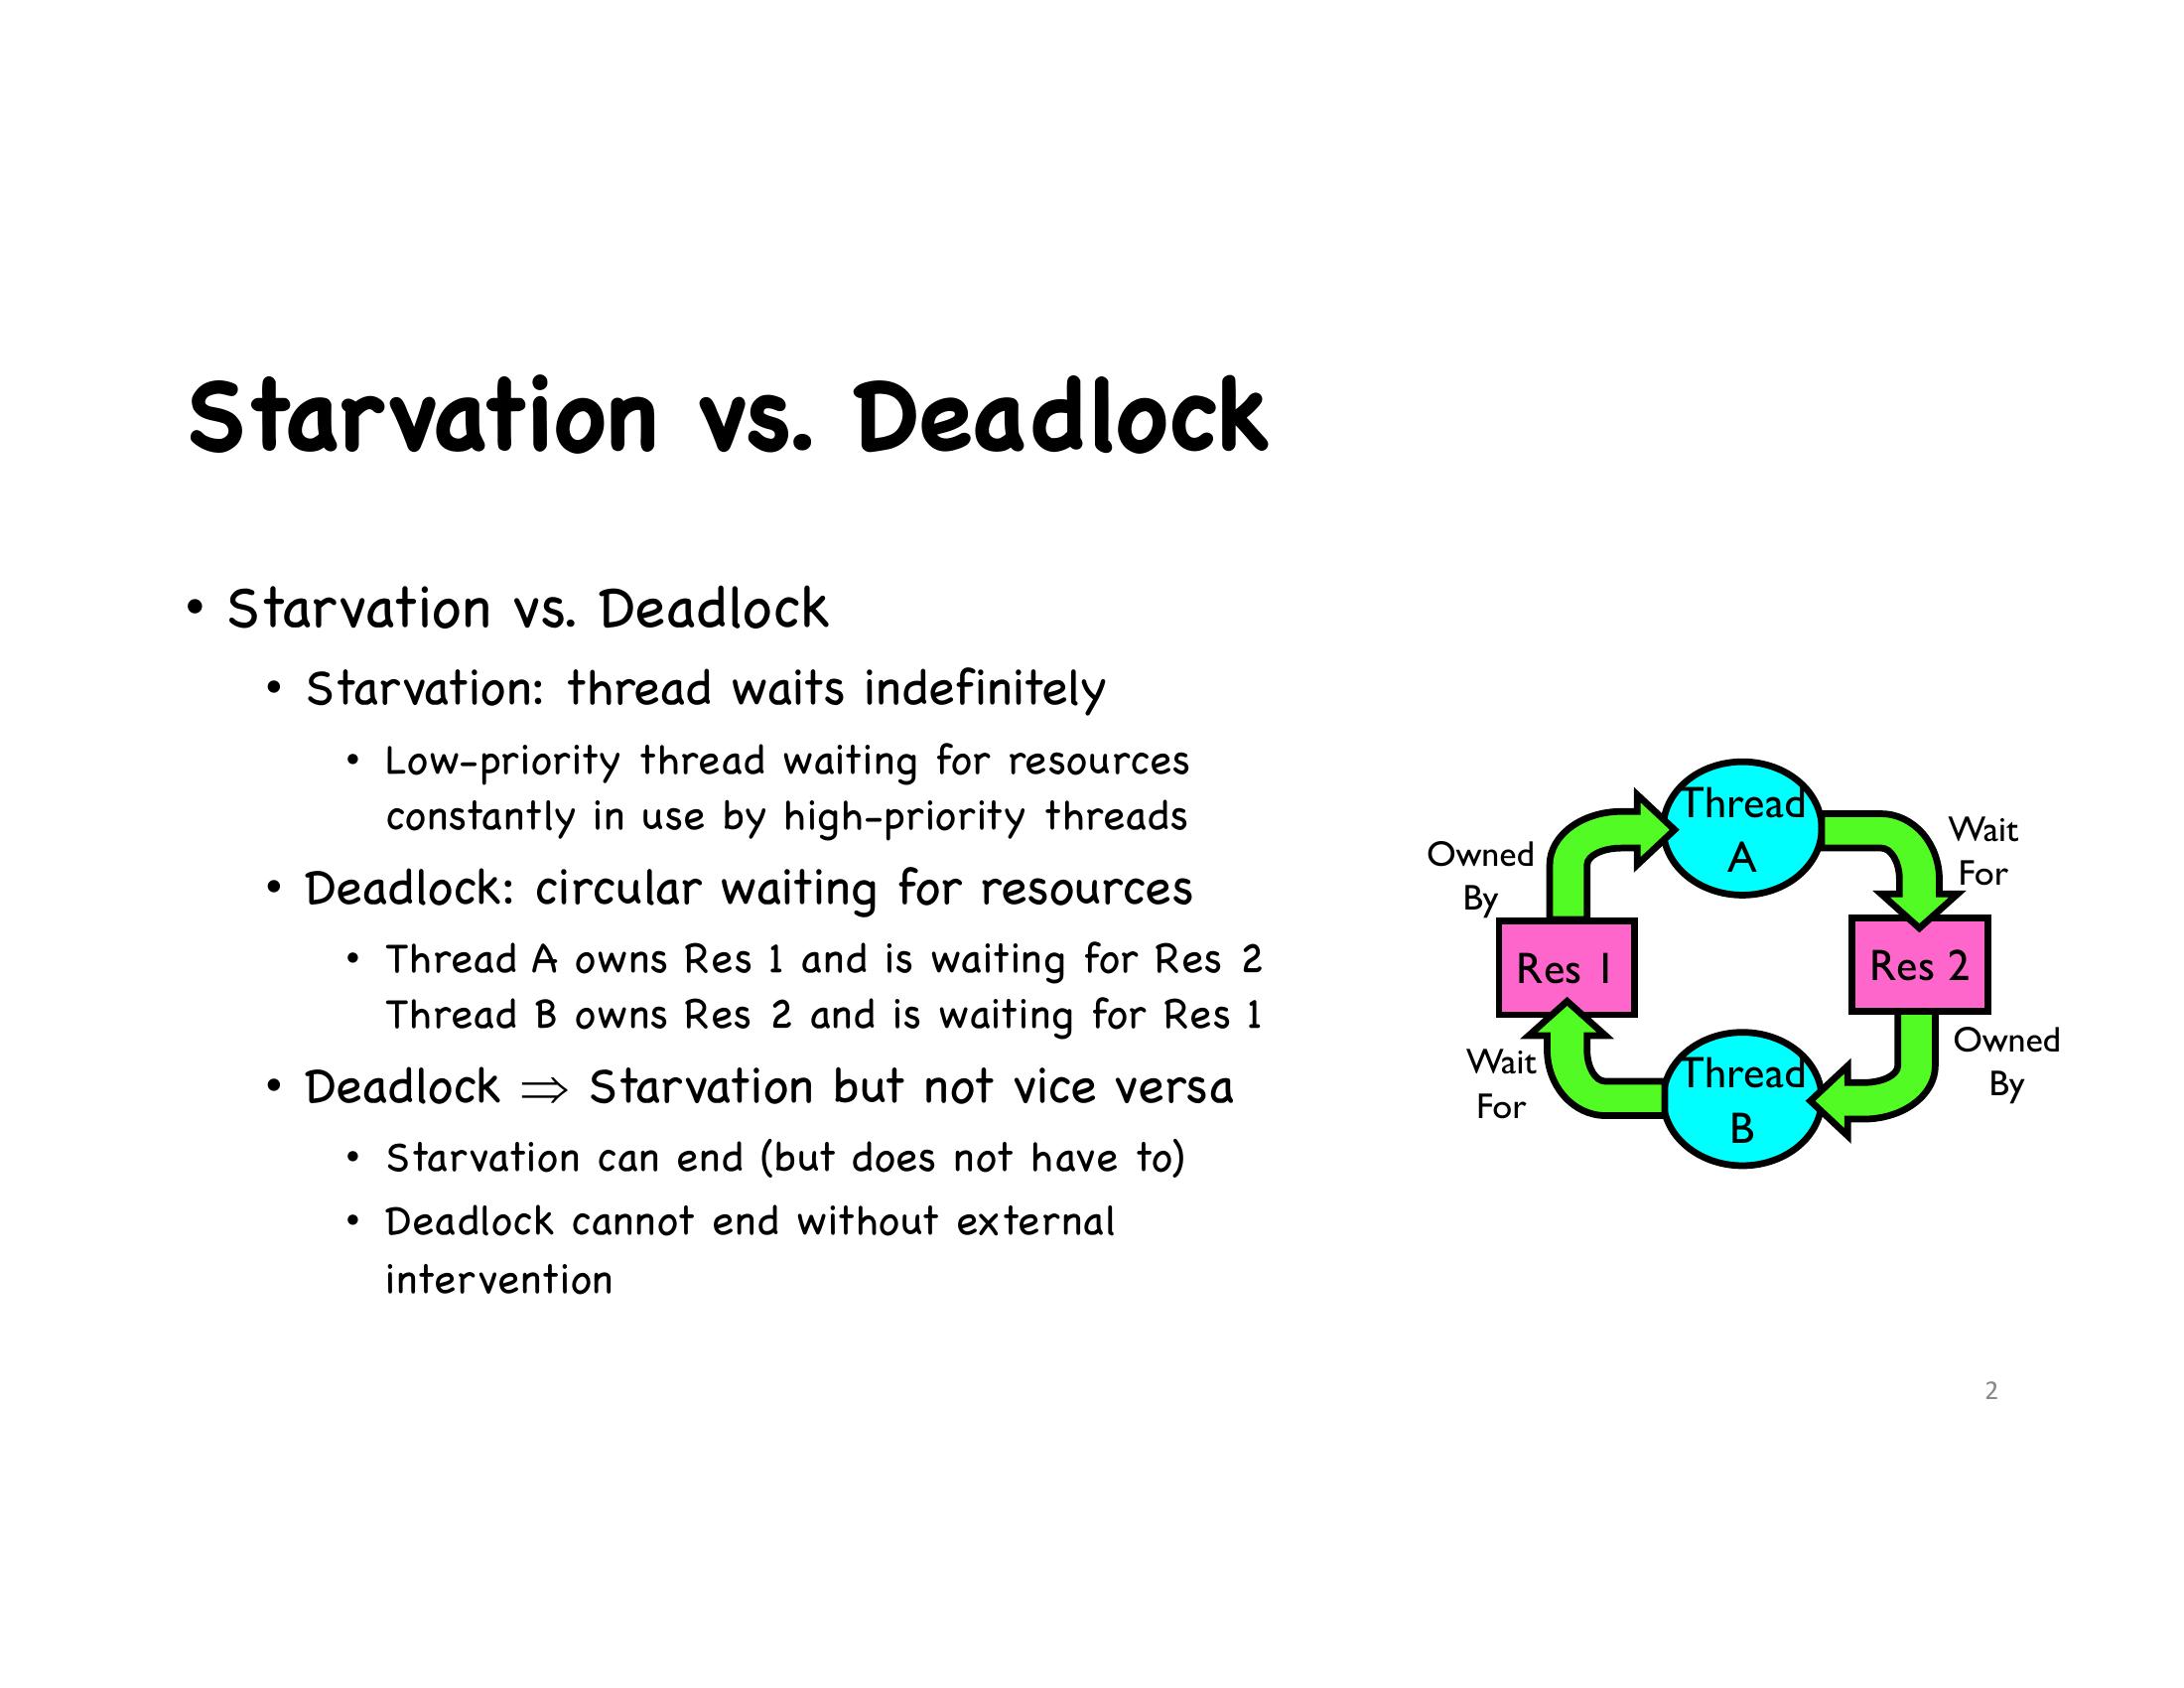 Starvation vs. Deadlock
• Starvation vs. Deadlock
• Starvation: thread waits indefinitely
• Low-priority thread waiting for resources
constantly in use by high-priority threads
• Deadlock: circular waiting for resources
• Thread A owns Res 1 and is waiting for Res 2
Thread B owns Res 2 and is waiting for Res 1
• Deadlock ⇒ Starvation but not vice versa
• Starvation can end (but does not have to)
• Deadlock cannot end without external
intervention
Thread
A
Wait
For
Owned
By
Res 1
Res 2
Owned
By
Wait
For
Thread
B
2